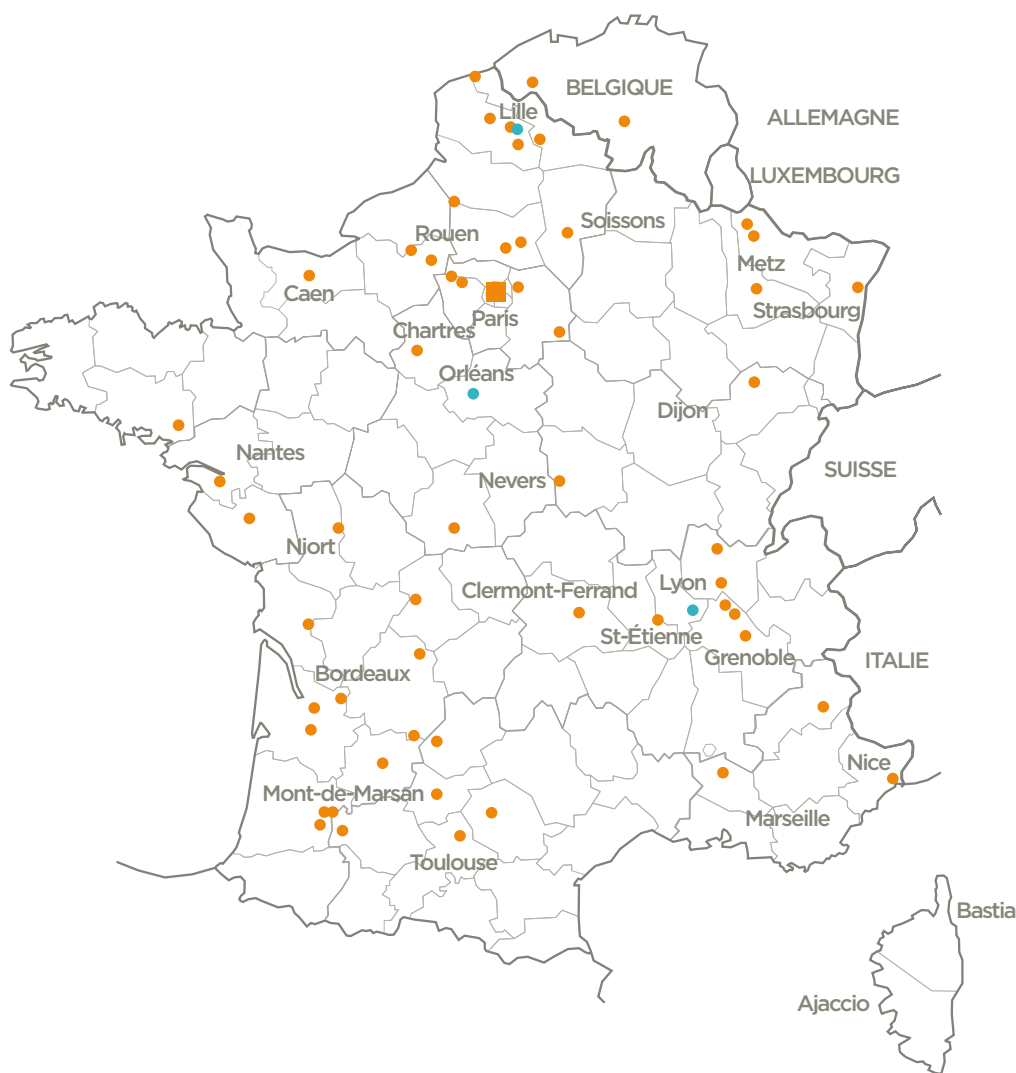 BELGIQUE
Lille
ALLEMAGNE
LUXEMBOURG
Soissons
Rouen
Metz
Caen
Strasbourg
Paris
Chartres
Orléans
Dijon
Nantes
SUISSE
Nevers
Niort
Lyon
Clermont-Ferrand
St-Étienne
Grenoble
ITALIE
Bordeaux
Nice
Mont-de-Marsan
Marseille
Toulouse
Bastia
Ajaccio